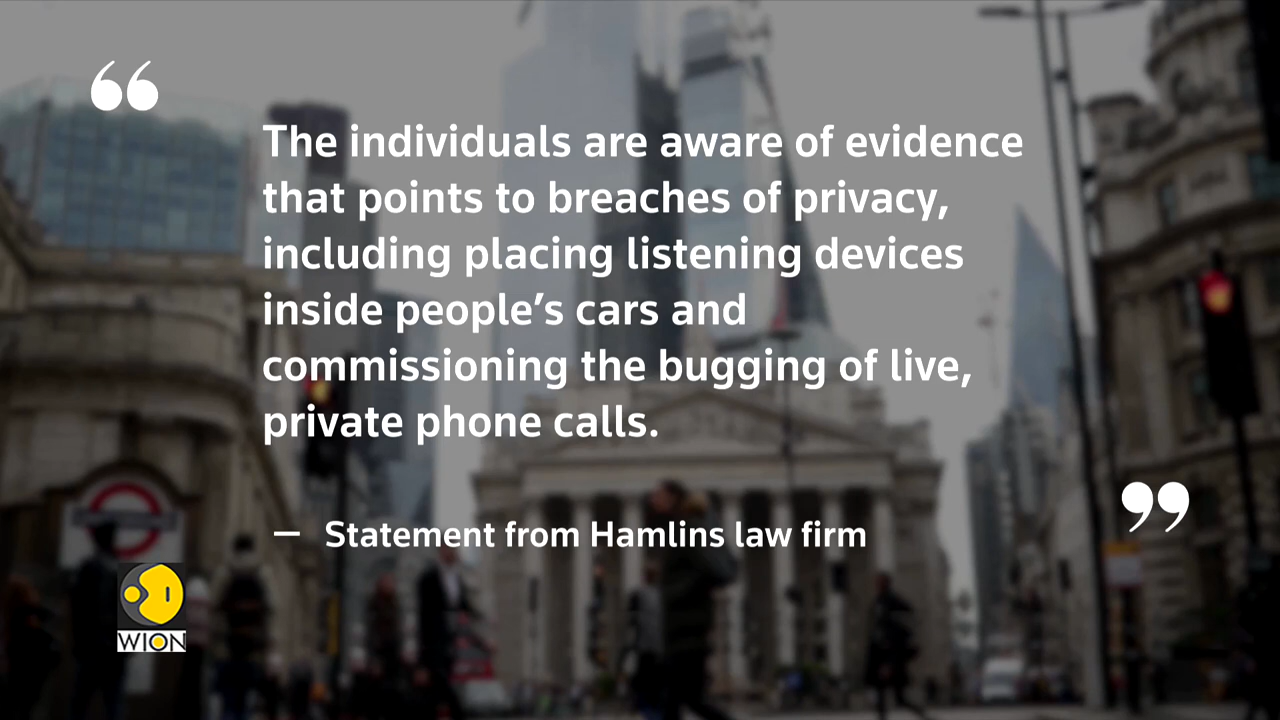 “
The individuals are aware of evidence
that points to breaches of privacy,
including placing listening devices
inside people’s cars and
commissioning the bugging of live,
private phone calls.
”
— Statement from Hamlins law firm
WION